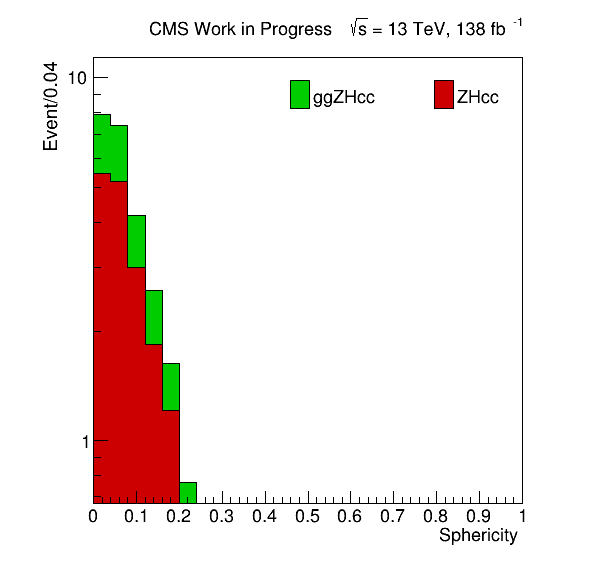 CMS Work in Progress √s = 13 TeV, 138 fb -1
Event/0.04
10
1
ggZHcc
ZHcc
0 0.1 0.2 0.3 0.4 0.5 0.6 0.7 0.8 0.9 1
Sphericity